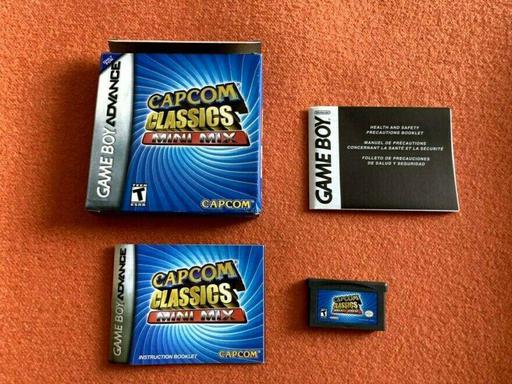 GAME BOY ADVANCE
CAPCOM
CLASSICS
MINI MIX
TEEN
T
ESRB
CAPCOM
GAME BOY
HEALTH AND SAFETY
PRECAUTIONS BOOKLET
MANUEL DE PRÉCAUTIONS
CONCERNANT LA SANTÉ ET LA SÉCURITÉ
FOLLETO DE PRECAUCIONES
DE SALUD Y SEGURIDAD
GAME BOY ADVANCE
CAPCOM
CLASSICS
MINI MIX
INSTRUCTION BOOKLET
CAPCOM
CAPCOM
CLASSICS
MINI MIX
T